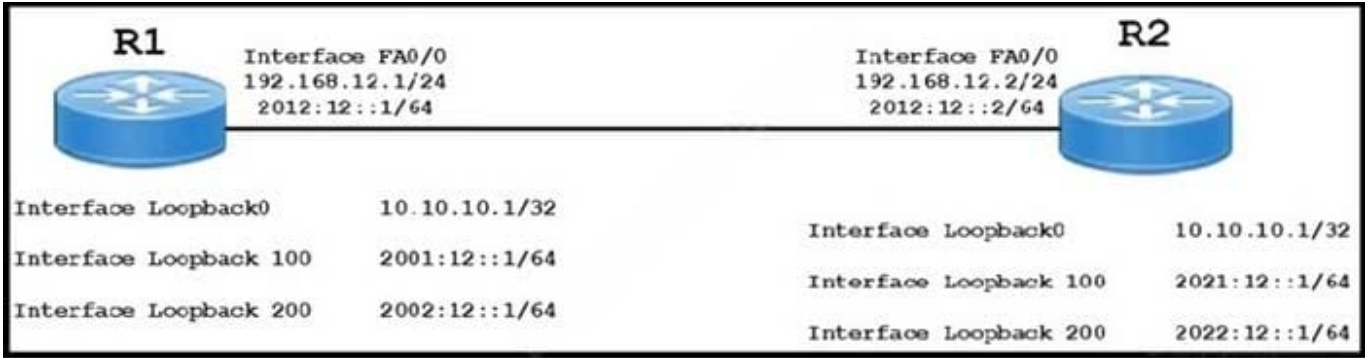 R1
Interface FA0/0
192.168.12.1/24
2012:12::1/64
R2
Interface FA0/0
192.168.12.2/24
2012:12::2/64
Interface Loopback0 10.10.10.1/32
Interface Loopback 100 2001:12::1/64
Interface Loopback 200 2002:12::1/64
Interface Loopback0 10.10.10.1/32
Interface Loopback 100 2021:12::1/64
Interface Loopback 200 2022:12::1/64